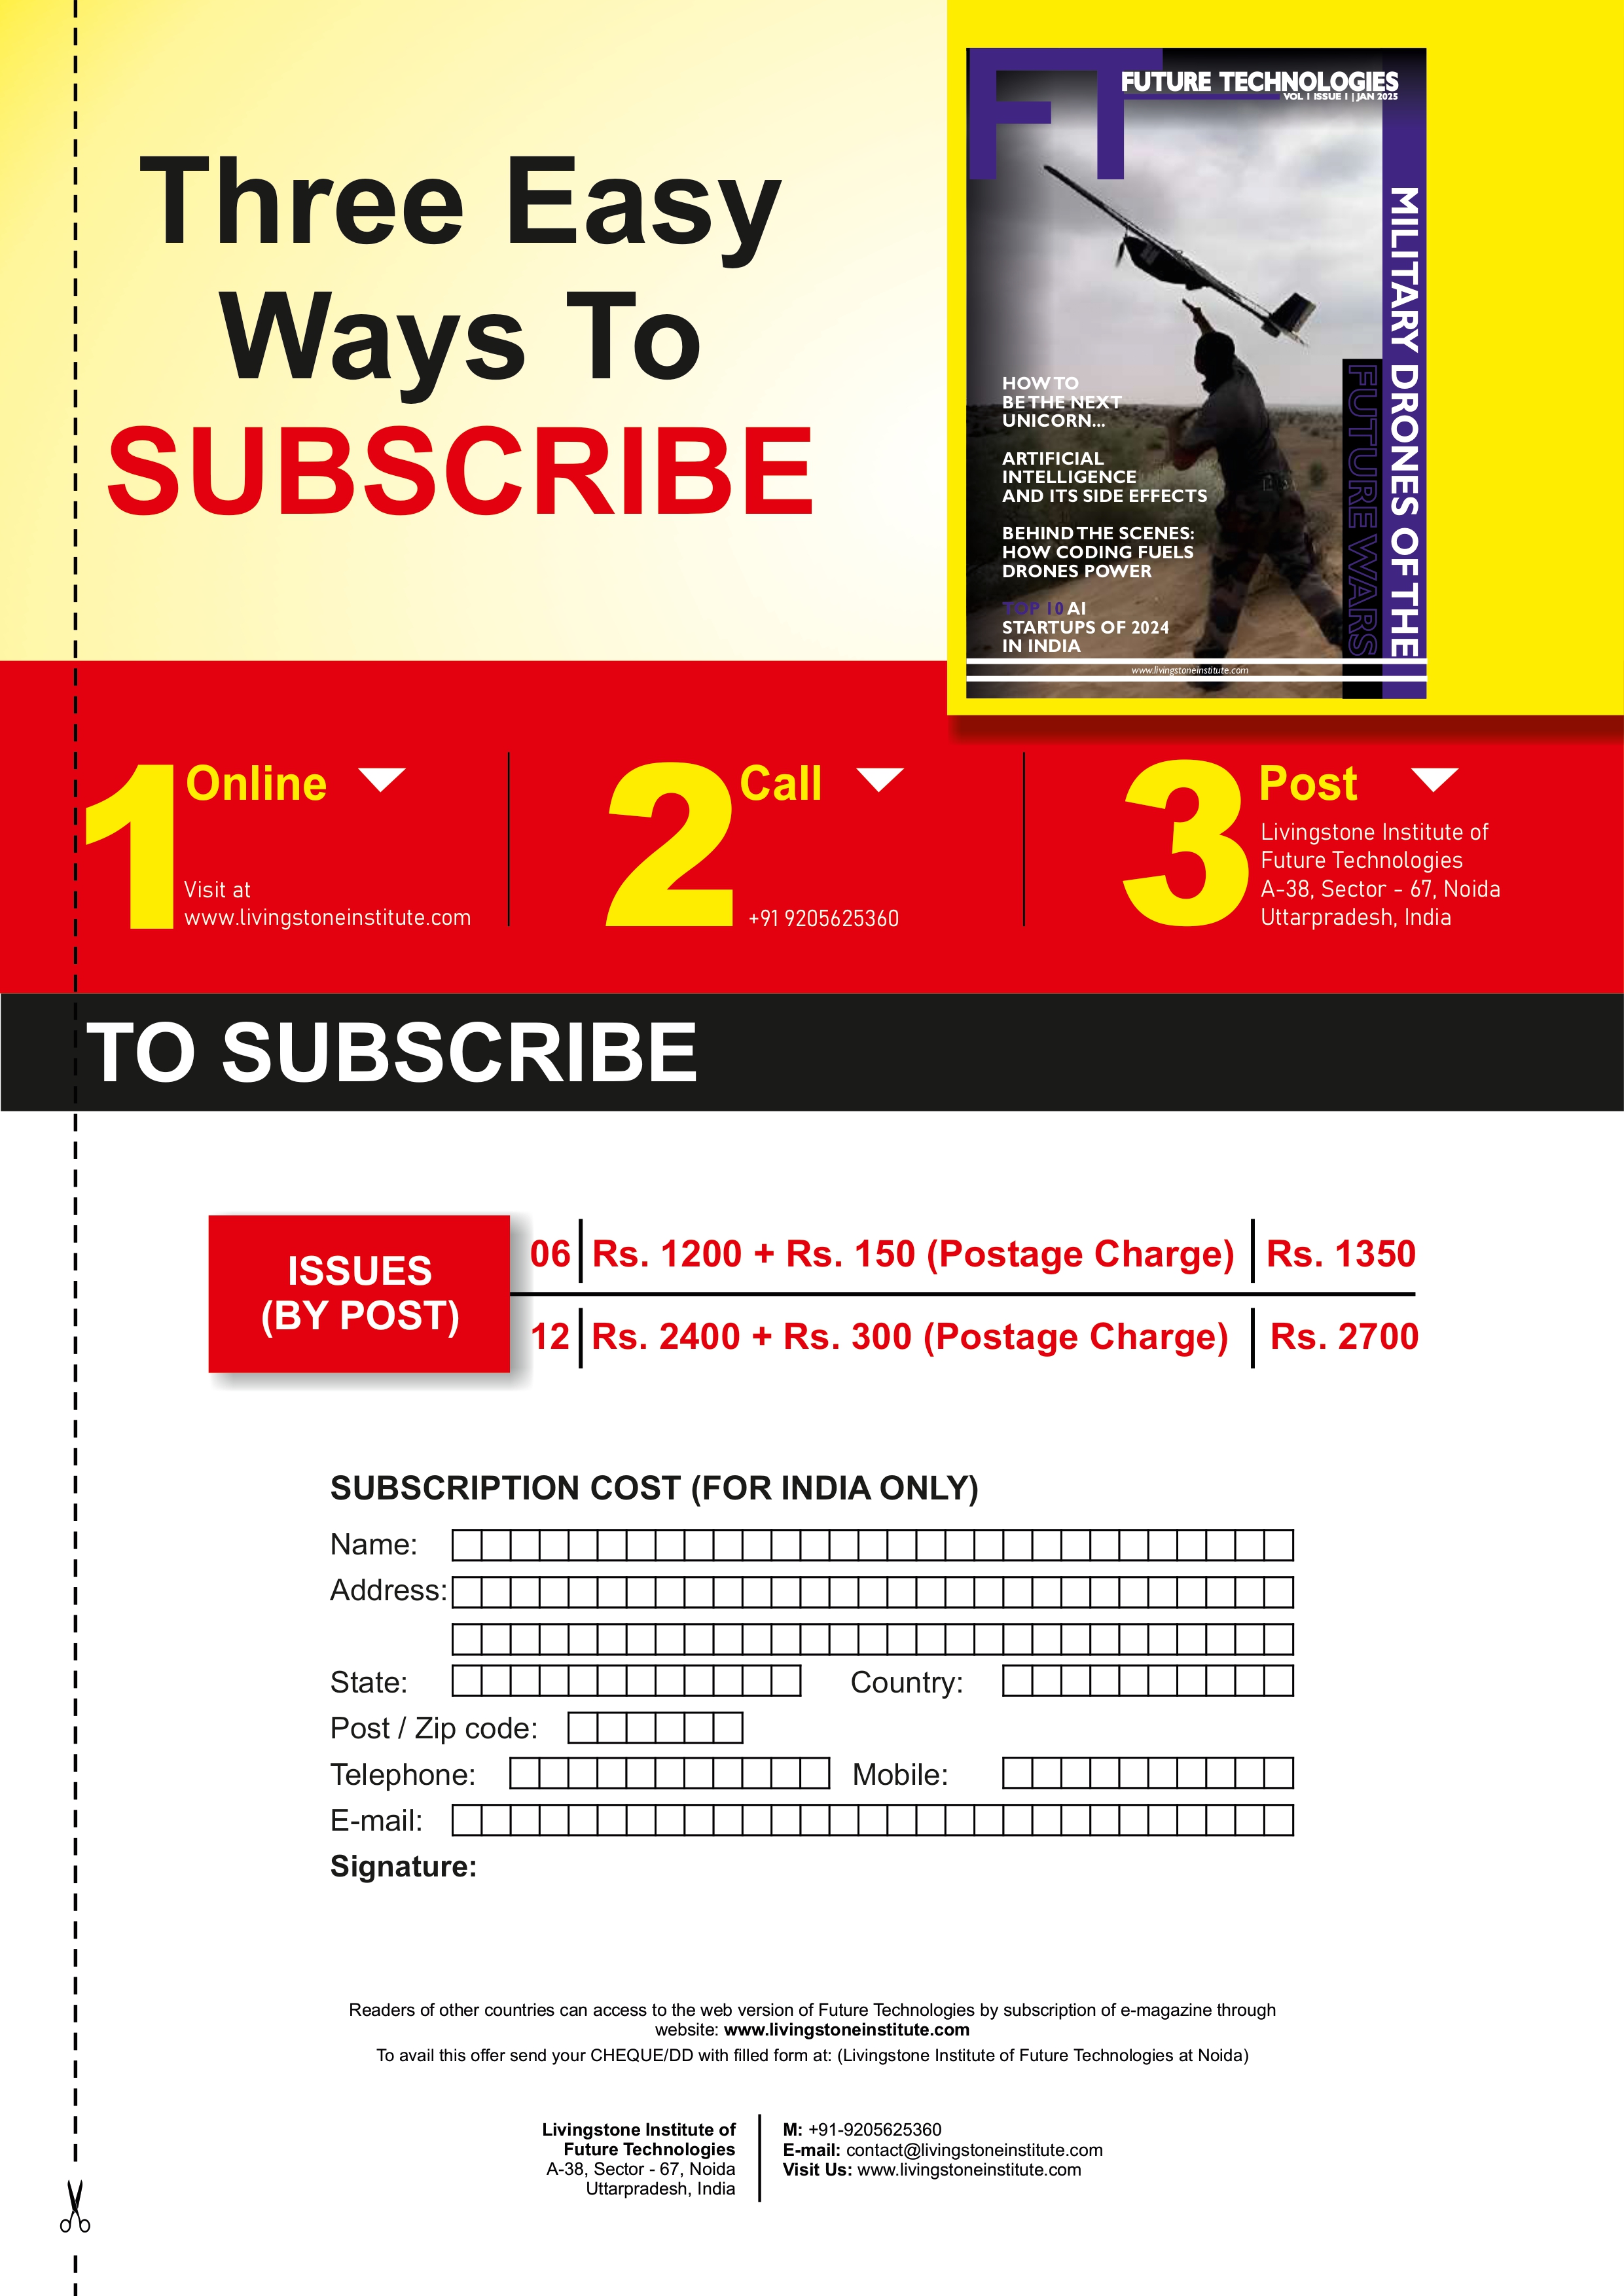 Three Easy
Ways To
SUBSCRIBE
FT
FUTURE TECHNOLOGIES
VOL 1 ISSUE 1 | JAN 2025
MILITARY DRONES OF THE
FUTURE WARS
HOW TO
BE THE NEXT
UNICORN...
ARTIFICIAL
INTELLIGENCE
AND ITS SIDE EFFECTS
BEHIND THE SCENES:
HOW CODING FUELS
DRONES POWER
TOP 10 AI
STARTUPS OF 2024
IN INDIA
www.livingstoneinstitute.com
1 Online
Visit at
www.livingstoneinstitute.com
2 Call
+91 9205625360
3 Post
Livingstone Institute of
Future Technologies
A-38, Sector - 67, Noida
Uttarpradesh, India
TO SUBSCRIBE
ISSUES
(BY POST)
06 Rs. 1200 + Rs. 150 (Postage Charge) Rs. 1350
12 Rs. 2400 + Rs. 300 (Postage Charge) Rs. 2700
SUBSCRIPTION COST (FOR INDIA ONLY)
Name:
Address:
State: Country:
Post / Zip code:
Telephone: Mobile:
E-mail:
Signature:
Readers of other countries can access to the web version of Future Technologies by subscription of e-magazine through
website: www.livingstoneinstitute.com
To avail this offer send your CHEQUE/DD with filled form at: (Livingstone Institute of Future Technologies at Noida)
Livingstone Institute of
Future Technologies
A-38, Sector - 67, Noida
Uttarpradesh, India
M: +91-9205625360
E-mail: contact@livingstoneinstitute.com
Visit Us: www.livingstoneinstitute.com